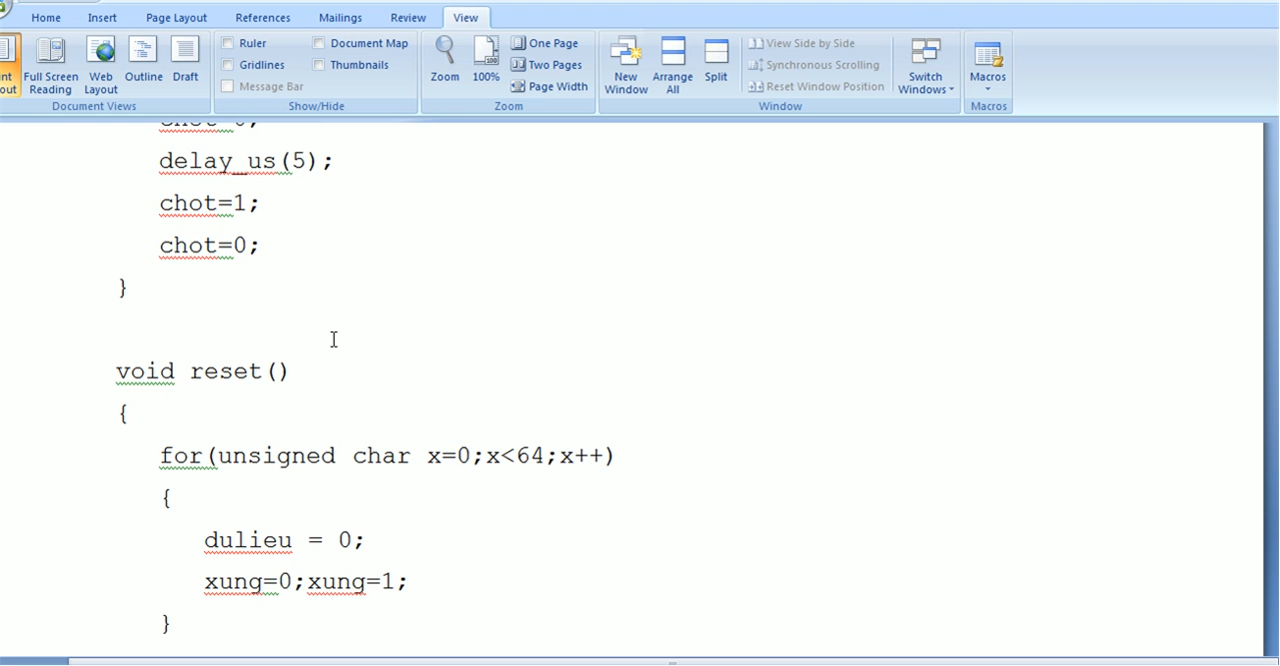 Home Insert Page Layout References Mailings Review View
Ruler Document Map One Page View Side by Side
Gridlines Thumbnails Two Pages Synchronous Scrolling
Message Bar Page Width Reset Window Position
Full Screen Reading Web Layout Outline Draft Zoom 100% New Window Arrange All Split Switch Windows Macros
Document Views Show/Hide Zoom Window Macros
delay_us(5);
chot=1;
chot=0;
}
void reset()
{
for(unsigned char x=0;x<64;x++)
{
dulieu = 0;
xung=0;xung=1;
}